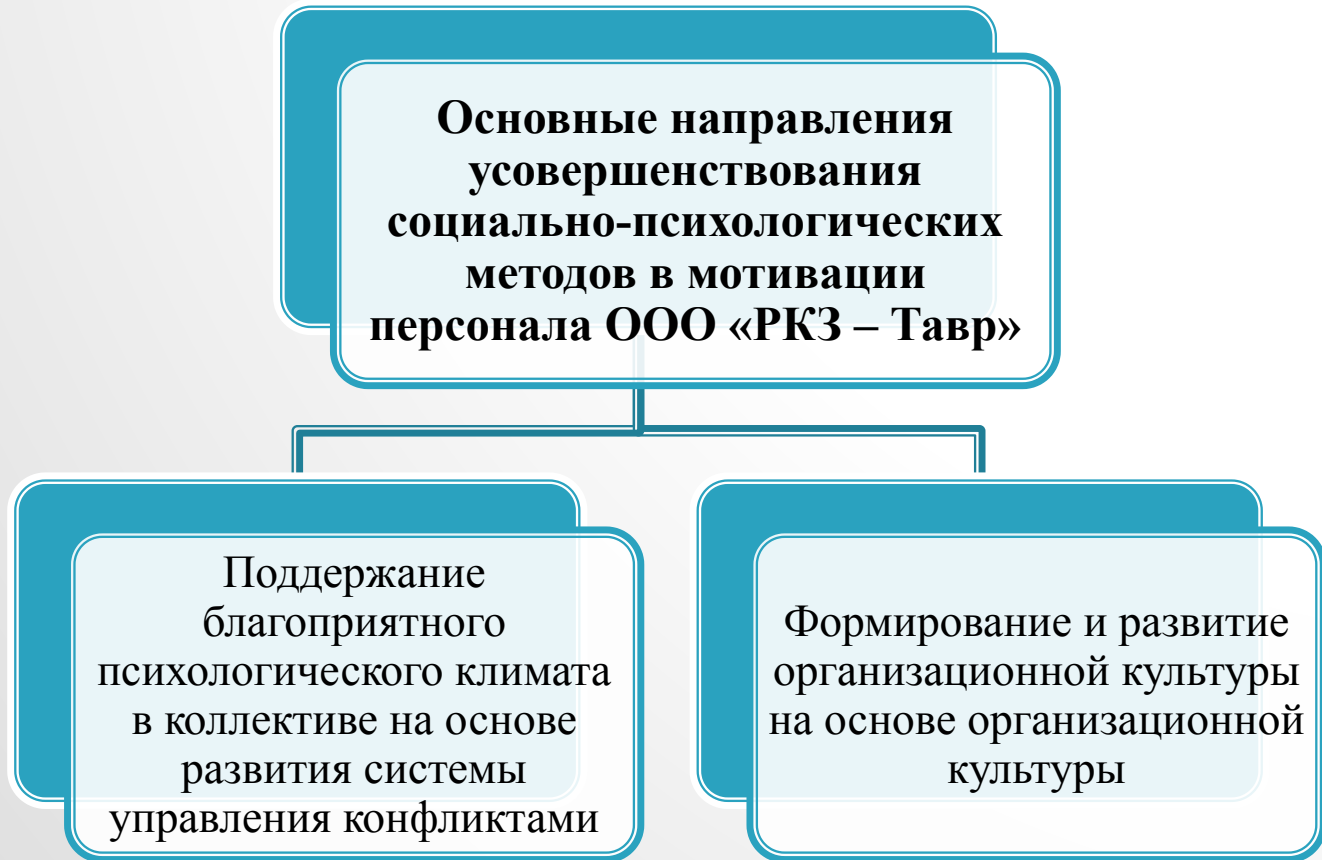 Основные направления
усовершенствования
социально-психологических
методов в мотивации
персонала ООО «РКЗ – Тавр»
Поддержание
благоприятного
психологического климата
в коллективе на основе
развития системы
управления конфликтами
Формирование и развитие
организационной культуры
на основе организационной
культуры